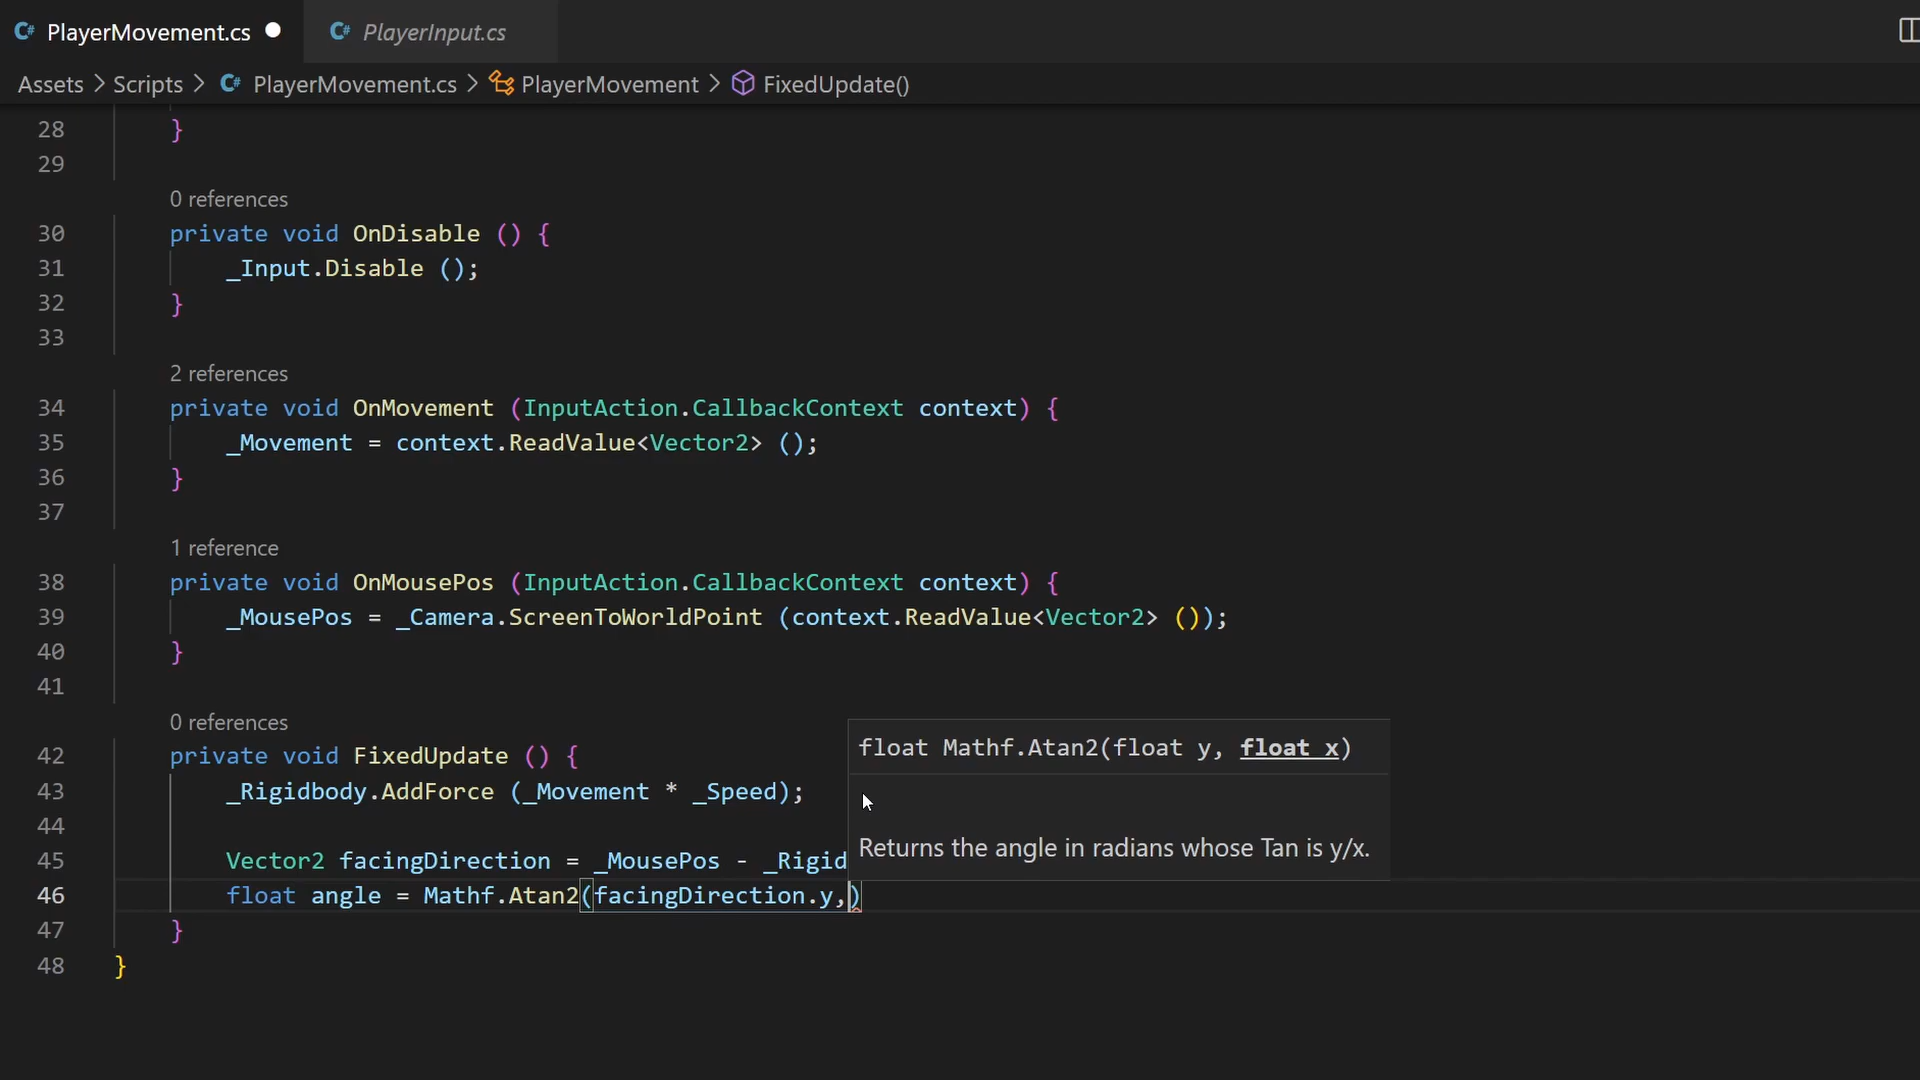 PlayerMovement.cs PlayerInput.cs
Assets > Scripts > PlayerMovement.cs > PlayerMovement > FixedUpdate()
28 }
29
0 references
30 private void OnDisable () {
31 _Input.Disable ();
32 }
33
2 references
34 private void OnMovement (InputAction.CallbackContext context) {
35 _Movement = context.ReadValue<Vector2> ();
36 }
37
1 reference
38 private void OnMousePos (InputAction.CallbackContext context) {
39 _MousePos = _Camera.ScreenToWorldPoint (context.ReadValue<Vector2> ());
40 }
41
0 references
42 private void FixedUpdate () {
float Mathf.Atan2(float y, float x)
43 _Rigidbody.AddForce (_Movement * _Speed);
44
Returns the angle in radians whose Tan is y/x.
45 Vector2 facingDirection = _MousePos - _Rigid
46 float angle = Mathf.Atan2(facingDirection.y,)
47 }
48 }